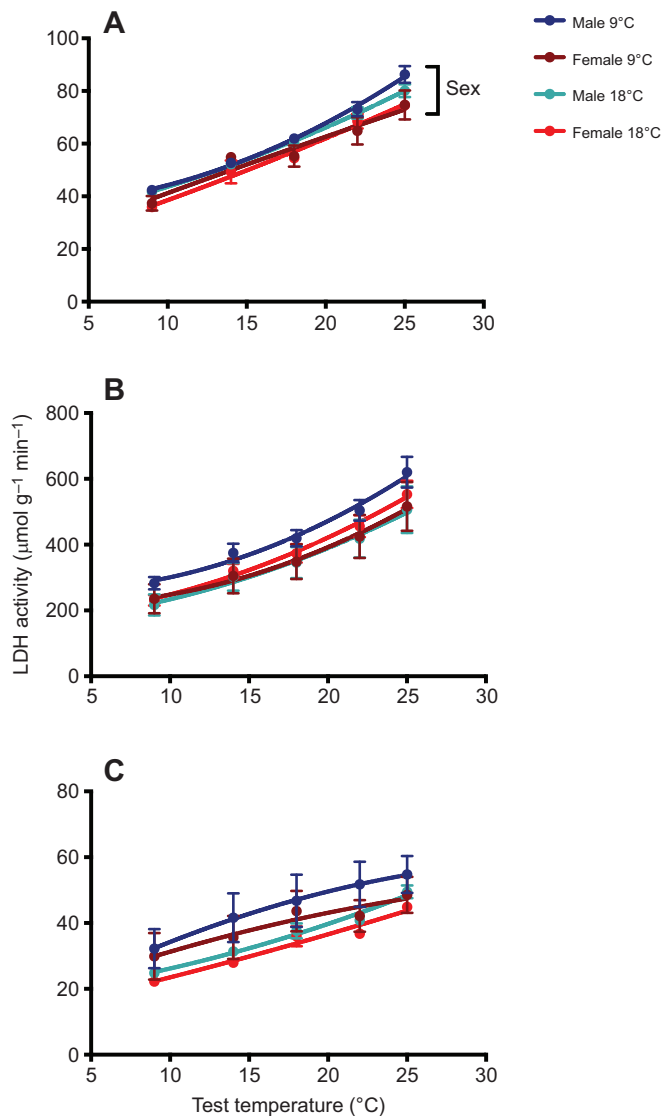 A
Male 9°C
Female 9°C
Male 18°C
Female 18°C
Sex
100
80
60
40
20
0
5 10 15 20 25 30
B
800
600
400
200
0
5 10 15 20 25 30
LDH activity (μmol g⁻¹ min⁻¹)
C
80
60
40
20
0
5 10 15 20 25 30
Test temperature (°C)